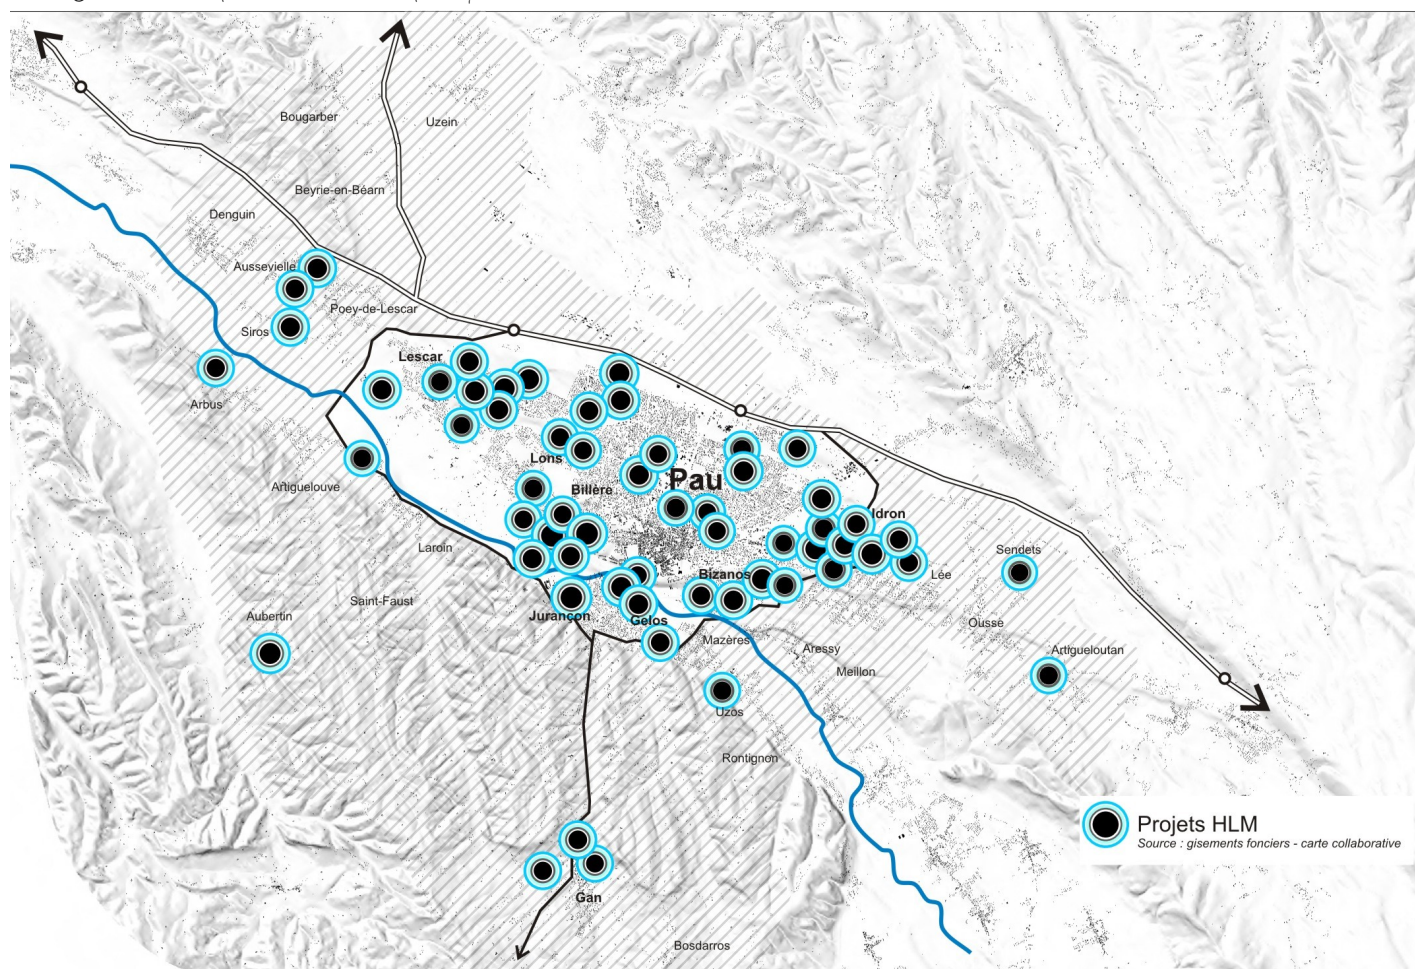 Uzein
Bougarber
Beyrie-en-Béarn
Denguin
Aussevielle
Poey-de-Lescar
Siros
Lescar
Arbus
Lons
Pau
Artiguelouve
Billère
Idron
Laroin
Sendets
Bizanos
Lée
Saint-Faust
Aubertin
Jurançon
Gelos
Ousse
Mazères
Aressy
Artigueloutan
Meillon
Uzos
Rontignon
Projets HLM
Source : gisements fonciers - carte collaborative
Gan
Bosdarros